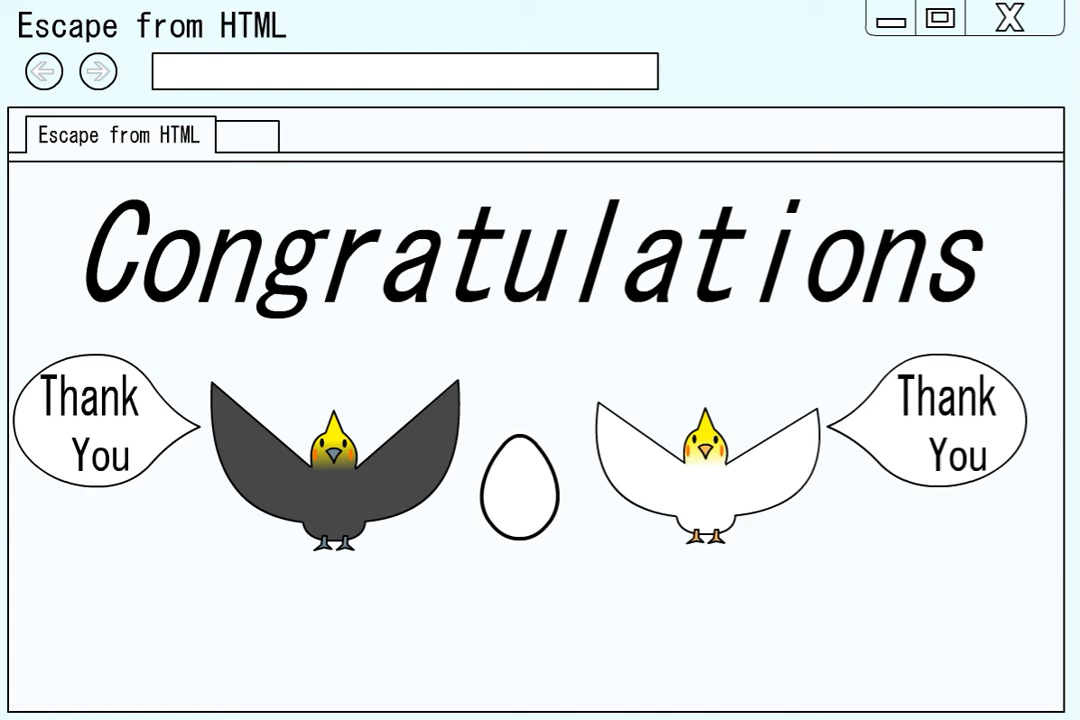 Escape from HTML
X
Escape from HTML
Congratulations
Thank
You
Thank
You